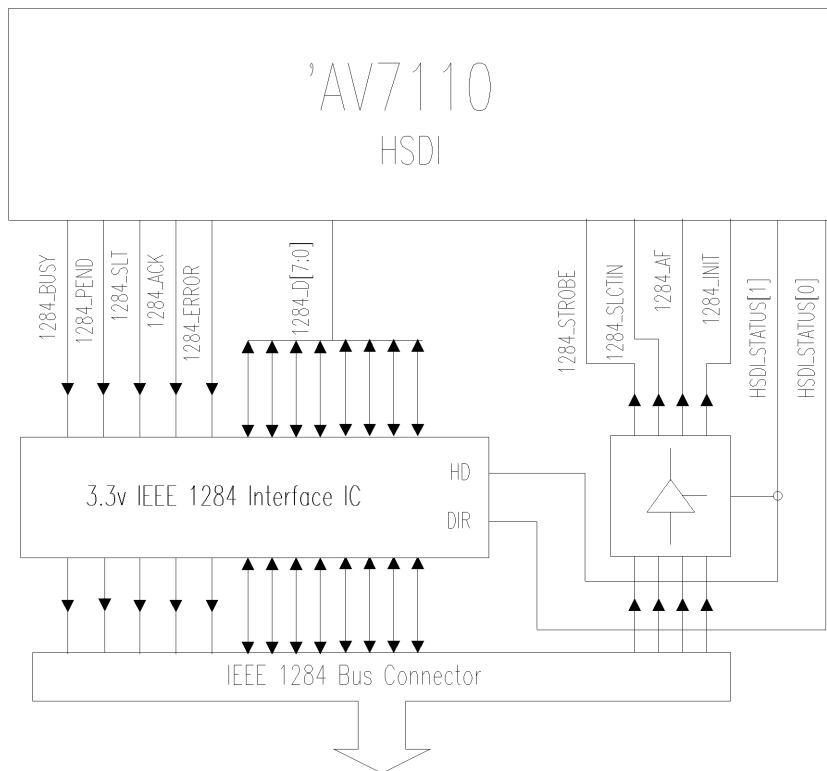 'AV7110
HSDI
1284_BUSY
1284_PEND
1284_SLT
1284_ACK
1284_ERROR
1284_D[7:0]
1284_STROBE
1284_SLCTIN
1284_AF
1284_INIT
HSDI_STATUS[1]
HSDI_STATUS[0]
3.3v IEEE 1284 Interface IC
HD
DIR
IEEE 1284 Bus Connector